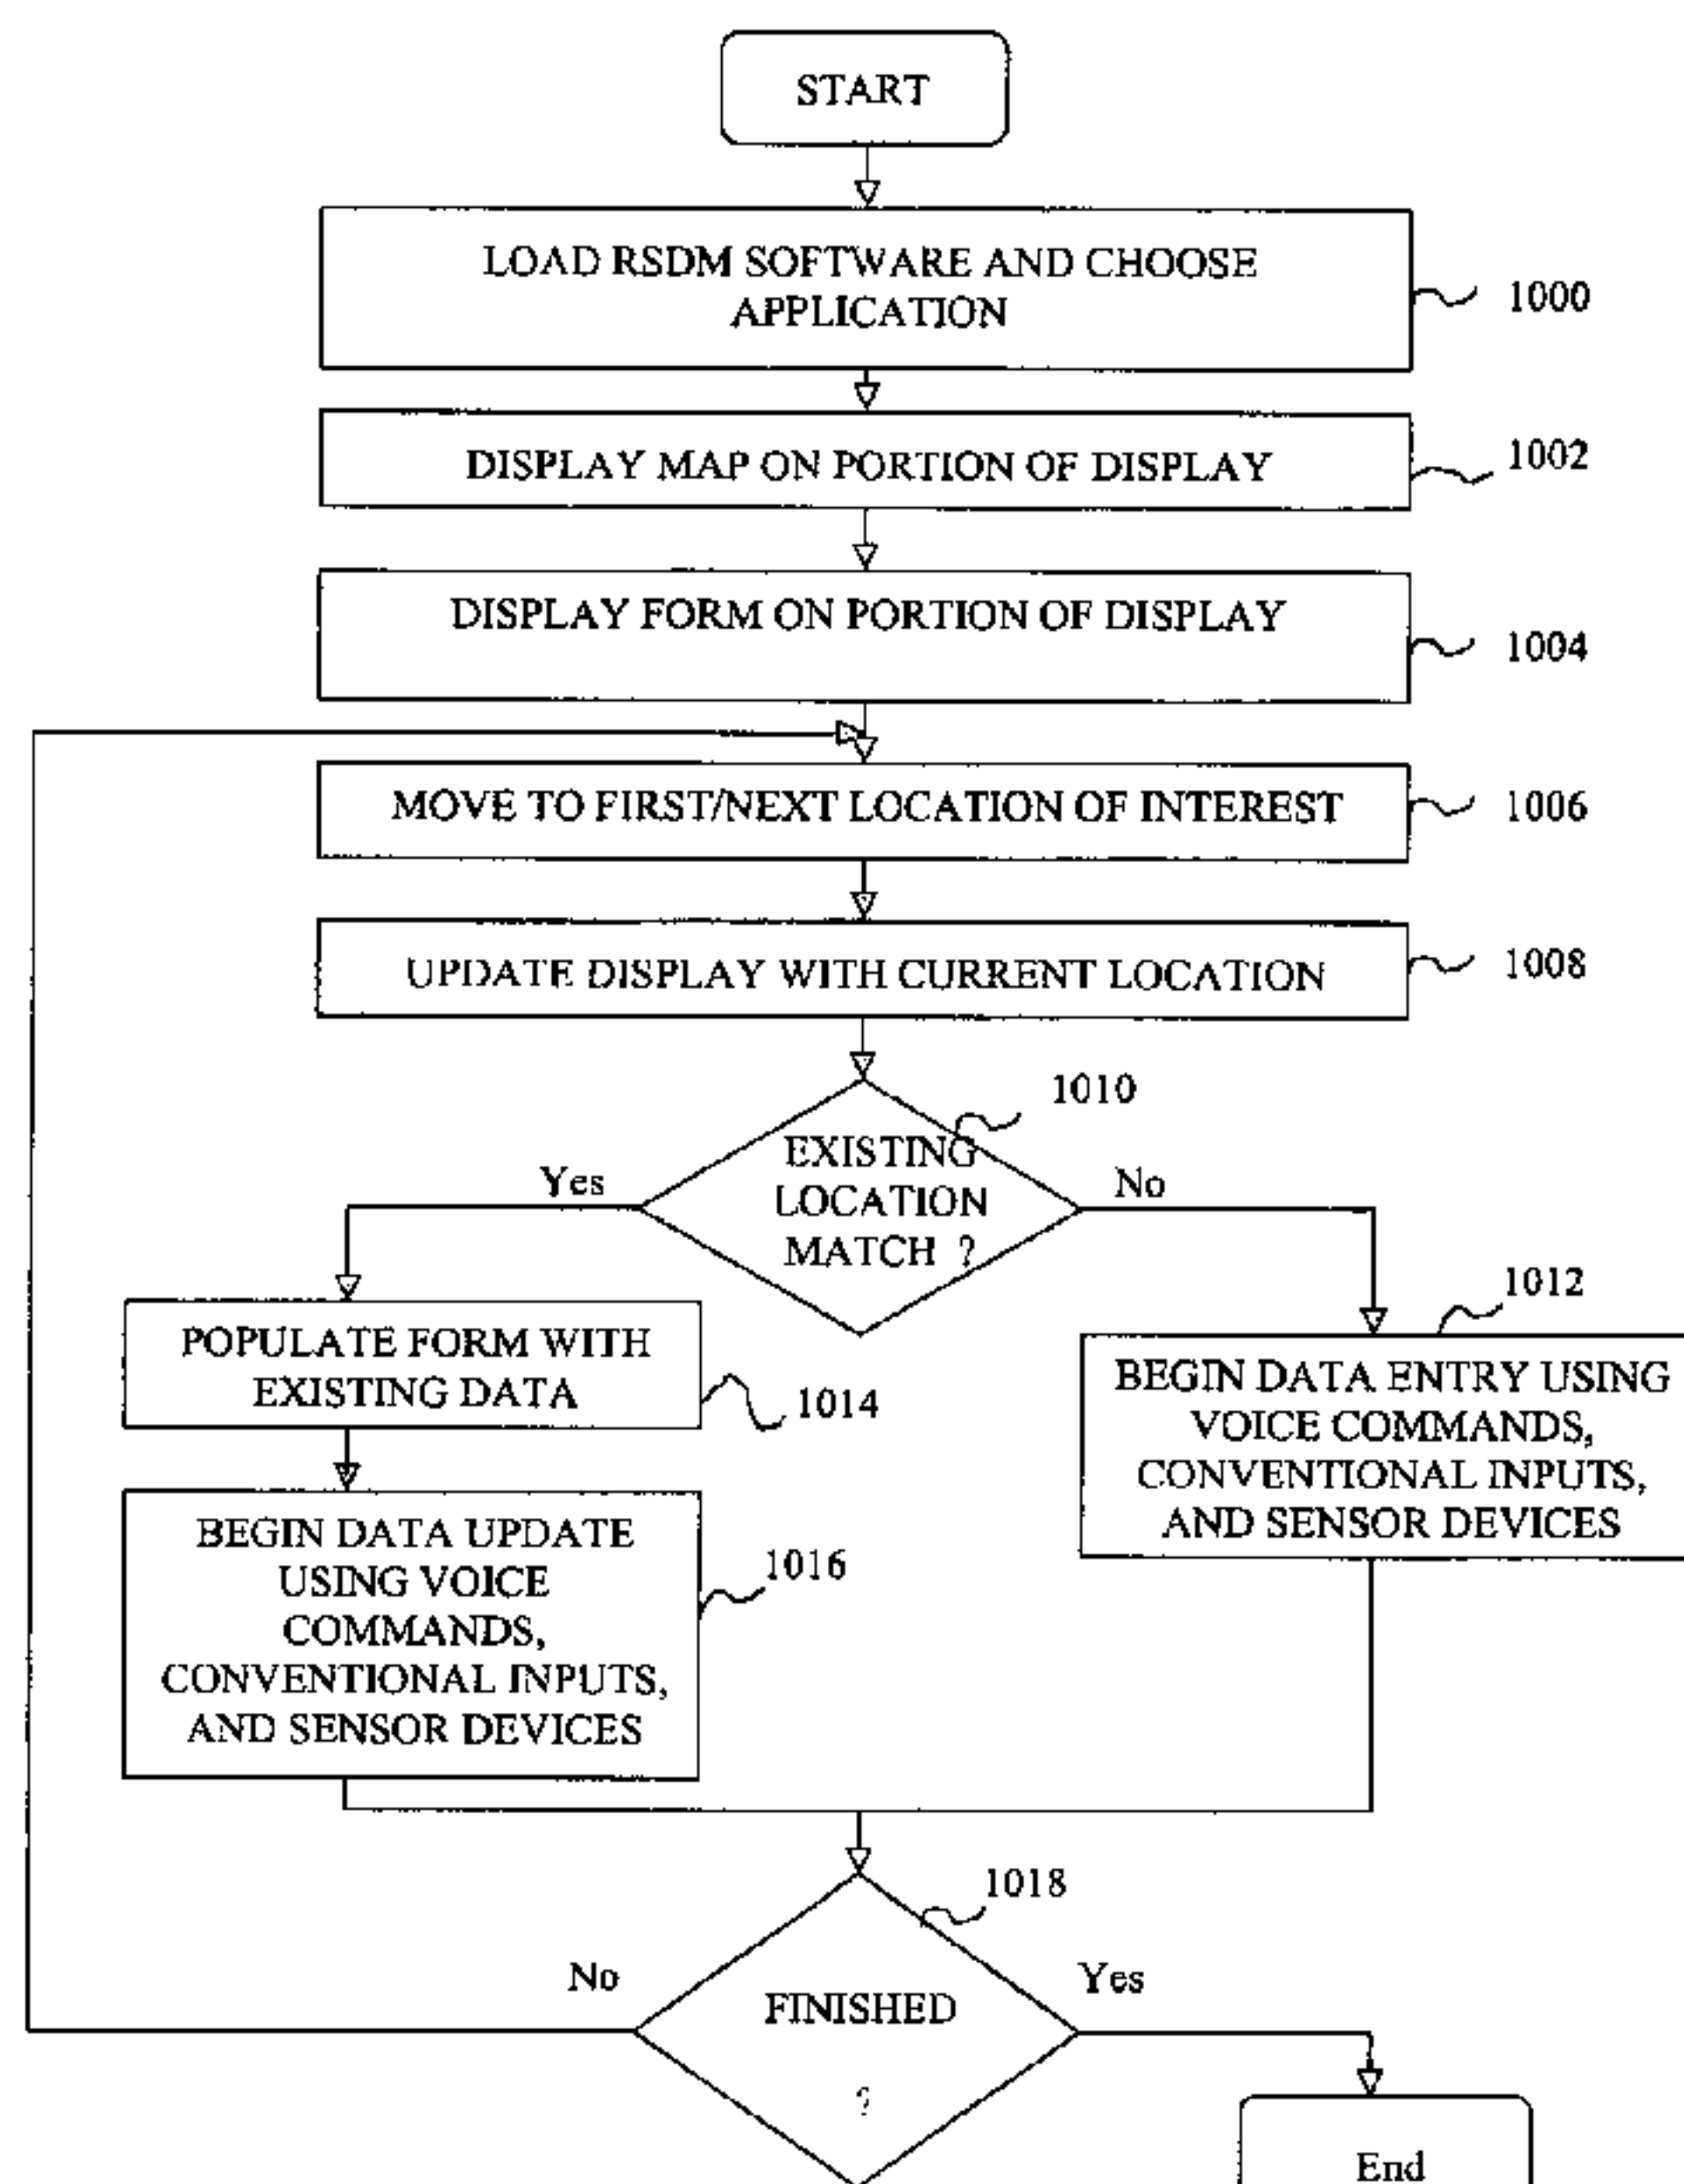 START
LOAD RSDM SOFTWARE AND CHOOSE
APPLICATION
1000
DISPLAY MAP ON PORTION OF DISPLAY
1002
DISPLAY FORM ON PORTION OF DISPLAY
1004
MOVE TO FIRST/NEXT LOCATION OF INTEREST
1006
UPDATE DISPLAY WITH CURRENT LOCATION
1008
1010
EXISTING
LOCATION
MATCH ?
Yes
No
POPULATE FORM WITH
EXISTING DATA
1014
1012
BEGIN DATA ENTRY USING
VOICE COMMANDS,
CONVENTIONAL INPUTS,
AND SENSOR DEVICES
BEGIN DATA UPDATE
USING VOICE
COMMANDS,
CONVENTIONAL INPUTS,
AND SENSOR DEVICES
1016
1018
No
Yes
FINISHED
?
End